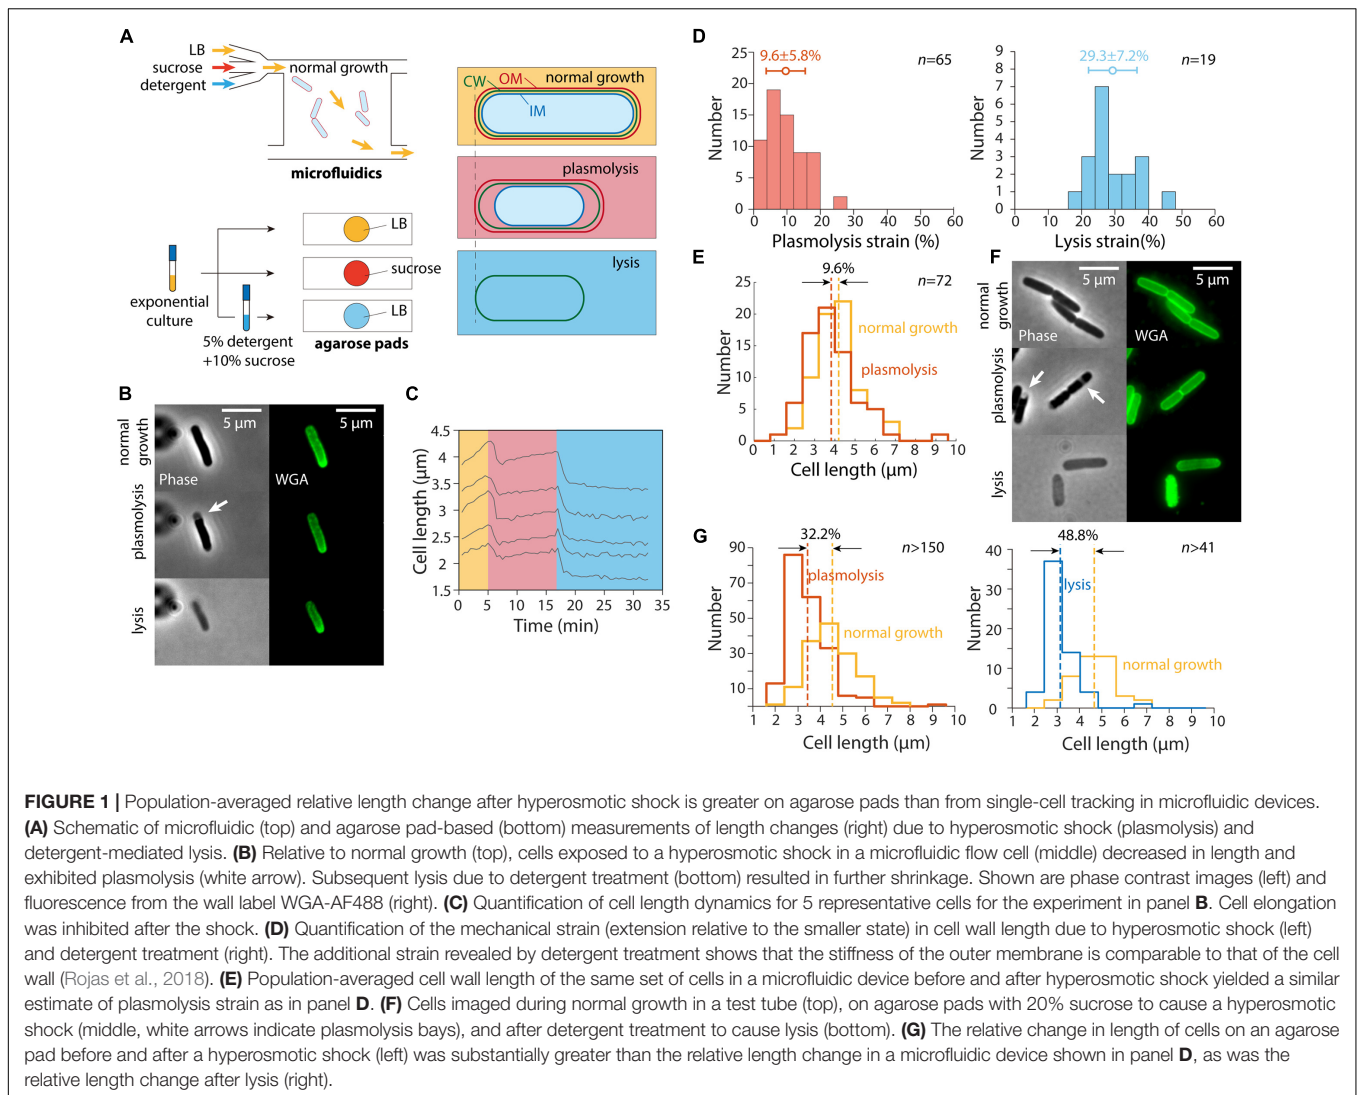 A
LB
sucrose
detergent
normal growth
microfluidics
CW
OM
normal growth
IM
plasmolysis
lysis
LB
sucrose
LB
exponential
culture
5% detergent
+10% sucrose
agarose pads
B
normal
growth
plasmolysis
lysis
5 µm
5 µm
Phase
WGA
C
Cell length (µm)
4.5
4
3.5
3
2.5
2
1.5
0 5 10 15 20 25 30 35
Time (min)
D
9.6±5.8%
n=65
Number
25
20
15
10
5
0
0 10 20 30 40 50 60
Plasmolysis strain (%)
29.3±7.2%
n=19
Number
9
8
7
6
5
4
3
2
1
0
0 10 20 30 40 50 60
Lysis strain(%)
E
9.6%
n=72
Number
25
20
15
10
5
0
normal growth
plasmolysis
0 1 2 3 4 5 6 7 8 9 10
Cell length (µm)
F
normal
growth
plasmolysis
lysis
5 µm
5 µm
Phase
WGA
G
32.2%
n>150
Number
90
70
50
30
10
plasmolysis
normal growth
1 2 3 4 5 6 7 8 9 10
Cell length (µm)
48.8%
n>41
Number
40
30
20
10
0
lysis
normal growth
1 2 3 4 5 6 7 8 9 10
Cell length (µm)
FIGURE 1 | Population-averaged relative length change after hyperosmotic shock is greater on agarose pads than from single-cell tracking in microfluidic devices.
(A) Schematic of microfluidic (top) and agarose pad-based (bottom) measurements of length changes (right) due to hyperosmotic shock (plasmolysis) and
detergent-mediated lysis. (B) Relative to normal growth (top), cells exposed to a hyperosmotic shock in a microfluidic flow cell (middle) decreased in length and
exhibited plasmolysis (white arrow). Subsequent lysis due to detergent treatment (bottom) resulted in further shrinkage. Shown are phase contrast images (left) and
fluorescence from the wall label WGA-AF488 (right). (C) Quantification of cell length dynamics for 5 representative cells for the experiment in panel B. Cell elongation
was inhibited after the shock. (D) Quantification of the mechanical strain (extension relative to the smaller state) in cell wall length due to hyperosmotic shock (left)
and detergent treatment (right). The additional strain revealed by detergent treatment shows that the stiffness of the outer membrane is comparable to that of the cell
wall (Rojas et al., 2018). (E) Population-averaged cell wall length of the same set of cells in a microfluidic device before and after hyperosmotic shock yielded a similar
estimate of plasmolysis strain as in panel D. (F) Cells imaged during normal growth in a test tube (top), on agarose pads with 20% sucrose to cause a hyperosmotic
shock (middle, white arrows indicate plasmolysis bays), and after detergent treatment to cause lysis (bottom). (G) The relative change in length of cells on an agarose
pad before and after a hyperosmotic shock (left) was substantially greater than the relative length change in a microfluidic device shown in panel D, as was the
relative length change after lysis (right).